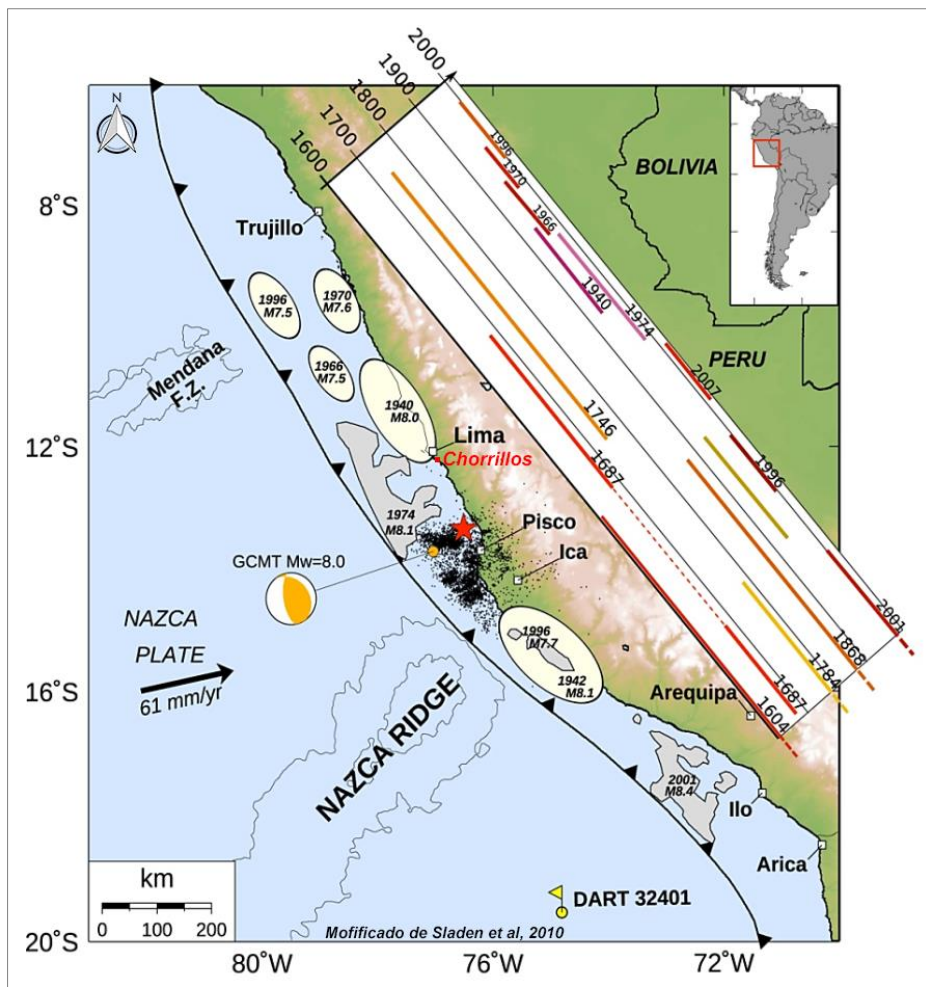 2000
1900
1800
1700
1600
N
BOLIVIA
8°S
Trujillo
1996
1970
1966
1940
1974
2007
PERU
1996
M7.5
1970
M7.6
1966
M7.5
Mendana
F.Z.
1940
M8.0
1746
1687
1996
12°S
Lima
Chorrillos
1974
M8.1
Pisco
Ica
GCMT Mw=8.0
NAZCA
PLATE
61 mm/yr
1996
M7.7
1942
M8.1
2001
1868
1784
1687
1604
16°S
Arequipa
NAZCA RIDGE
2001
M8.4
Ilo
Arica
km
0 100 200
DART 32401
Mofificado de Sladen et al, 2010
20°S
80°W
76°W
72°W